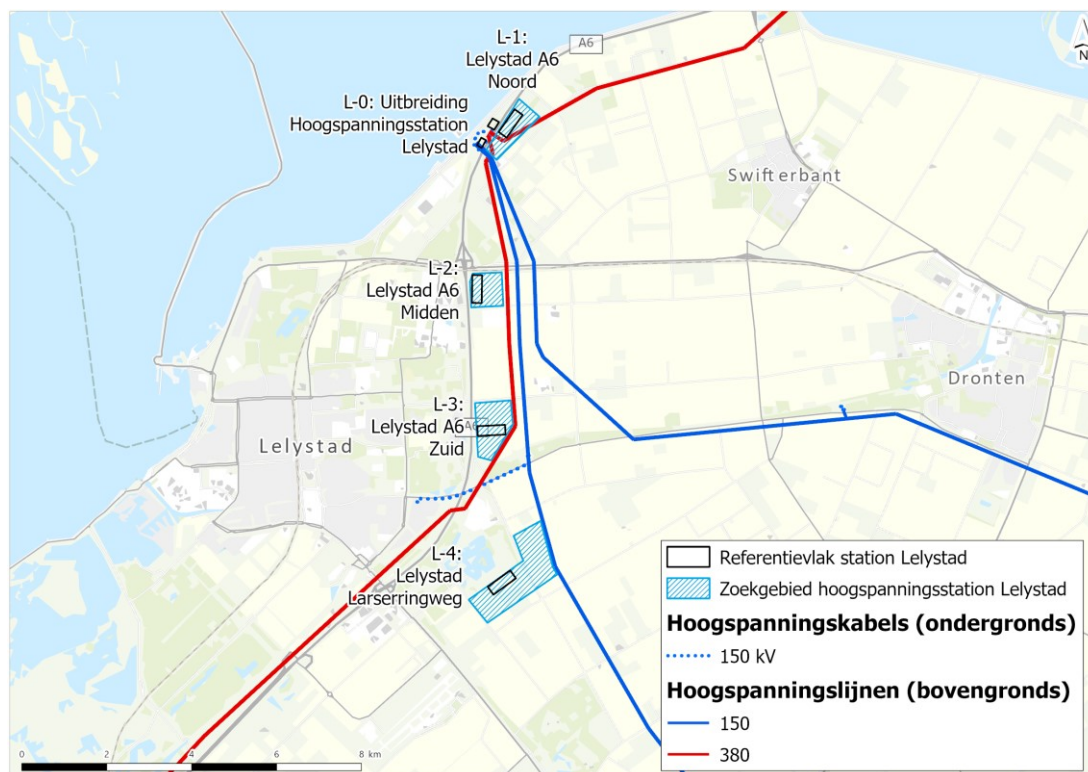 L-1:
Lelystad A6
Noord
A6
N
L-0: Uitbreiding
Hoogspanningsstation
Lelystad
Swifterbant
L-2:
Lelystad A6
Midden
Dronten
L-3:
Lelystad A6
Zuid
A6
Lelystad
L-4:
Lelystad
Larserringweg
Referentievlak station Lelystad
Zoekgebied hoogspanningsstation Lelystad
Hoogspanningskabels (ondergronds)
150 kV
Hoogspanningslijnen (bovengronds)
150
380
0 2 4 6 8 km